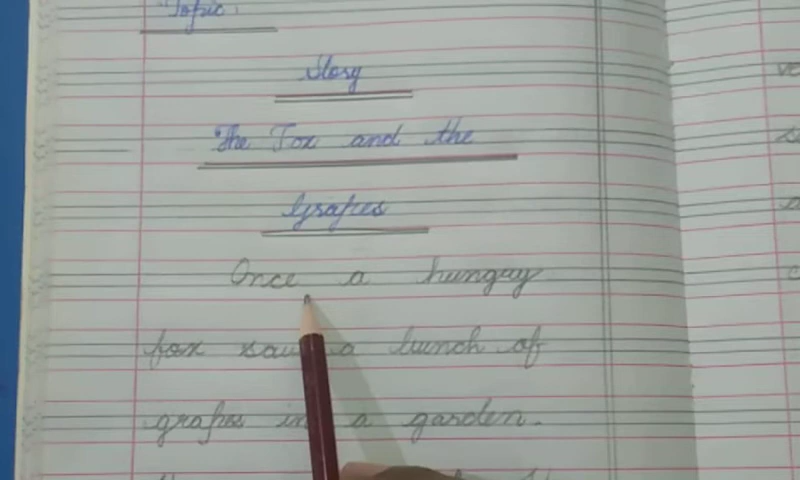 Topic:
Story
The Fox and the
Grapes
Once a hungry
fox saw a bunch of
grapes in a garden.